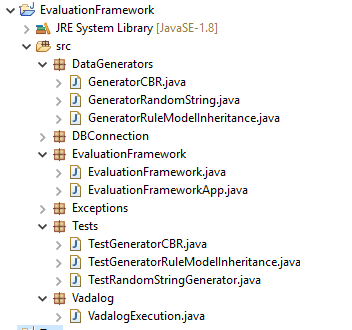 EvaluationFramework
JRE System Library [JavaSE-1.8]
src
DataGenerators
GeneratorCBR.java
GeneratorRandomString.java
GeneratorRuleModelInheritance.java
DBConnection
EvaluationFramework
EvaluationFramework.java
EvaluationFrameworkApp.java
Exceptions
Tests
TestGeneratorCBR.java
TestGeneratorRuleModelInheritance.java
TestRandomStringGenerator.java
Vadalog
VadalogExecution.java